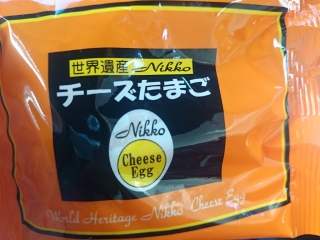 世界遺産 Nikko
チーズたまご
Nikko
Cheese
Egg
World Heritage Nikko Cheese Egg